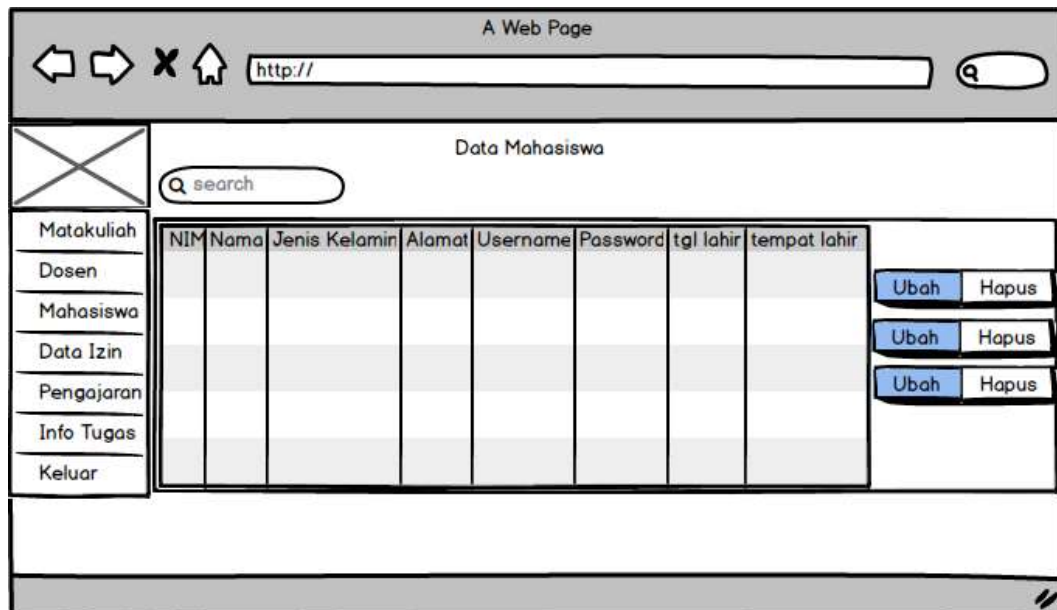 A Web Page
http://
Data Mahasiswa
search
Matakuliah
Dosen
Mahasiswa
Data Izin
Pengajaran
Info Tugas
Keluar
NIM Nama Jenis Kelamin Alamat Username Password tgl lahir tempat lahir
Ubah Hapus
Ubah Hapus
Ubah Hapus